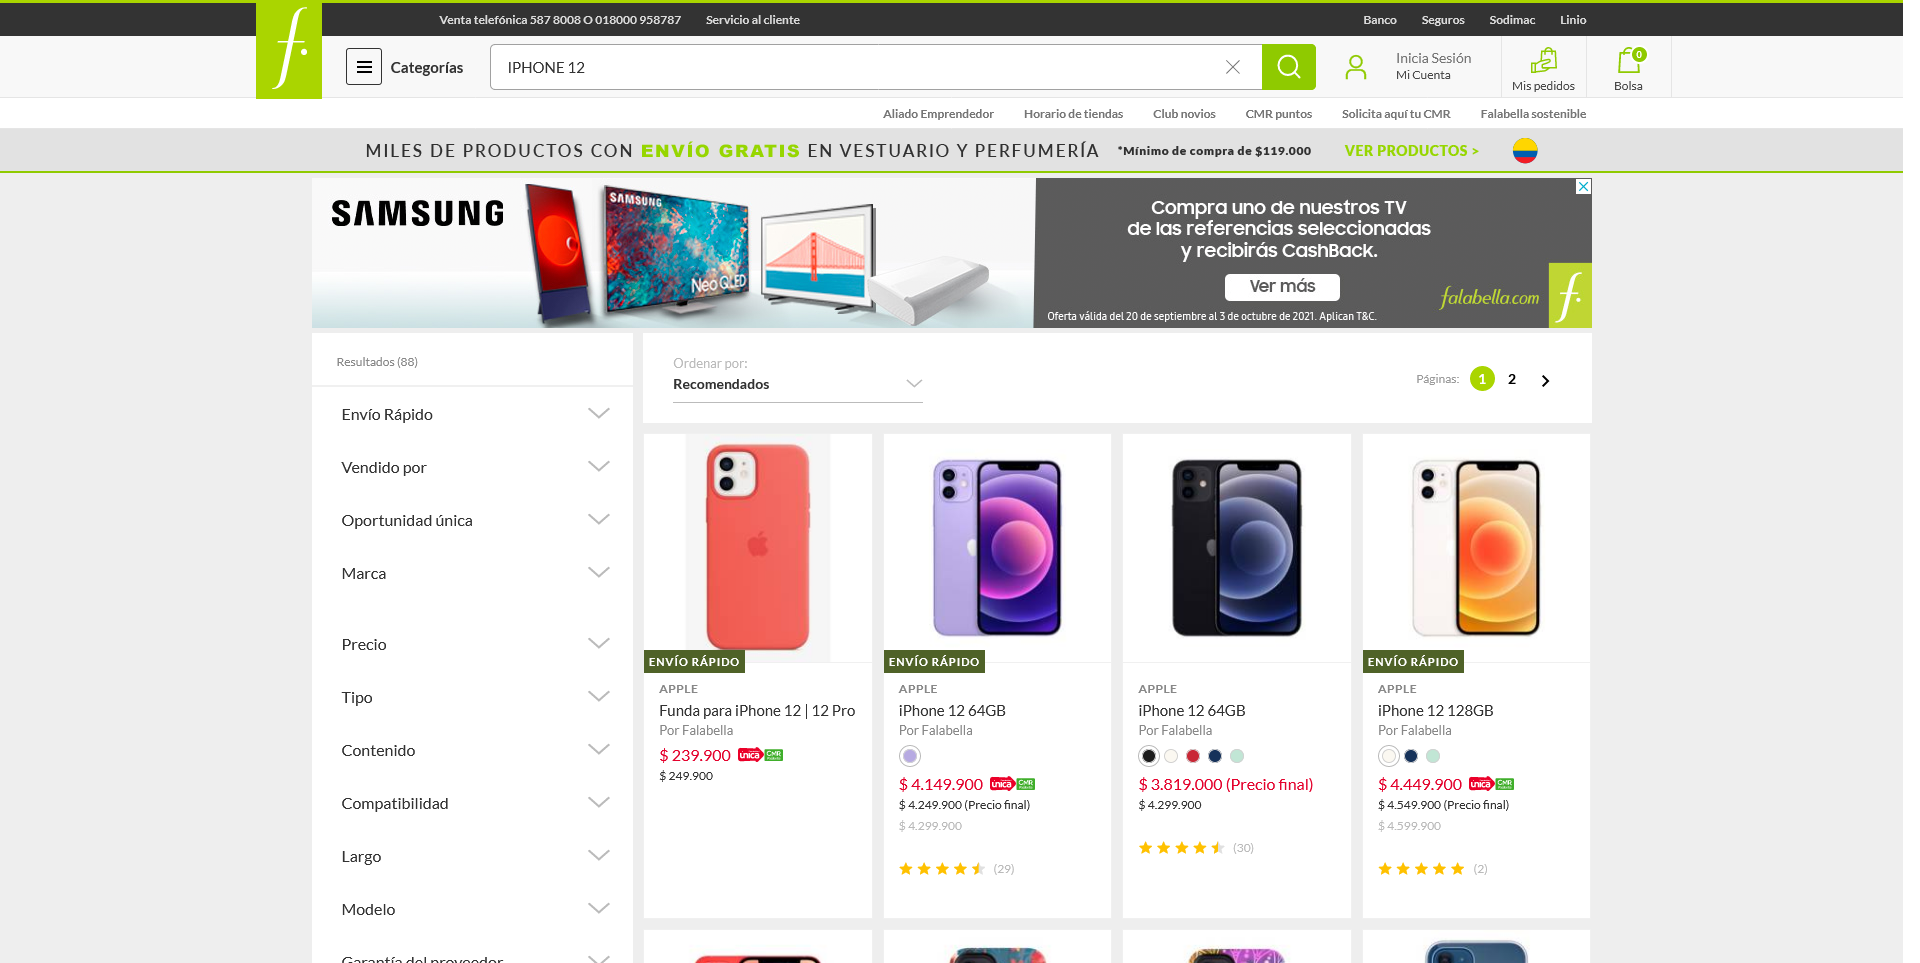 Venta telefónica 587 8008 O 018000 958787
Servicio al cliente
Banco
Seguros
Sodimac
Linio
f.
Categorías
IPHONE 12
Inicia Sesión
Mi Cuenta
Mis pedidos
0
Bolsa
Aliado Emprendedor
Horario de tiendas
Club novios
CMR puntos
Solicita aquí tu CMR
Falabella sostenible
MILES DE PRODUCTOS CON ENVÍO GRATIS EN VESTUARIO Y PERFUMERÍA *Mínimo de compra de $119.000 VER PRODUCTOS >
SAMSUNG
SAMSUNG
Neo QLED
Compra uno de nuestros TV
de las referencias seleccionadas
y recibirás CashBack.
Ver más
falabella.com
f.
Oferta válida del 20 de septiembre al 3 de octubre de 2021. Aplican T&C.
Resultados (88)
Envío Rápido
Vendido por
Oportunidad única
Marca
Precio
Tipo
Contenido
Compatibilidad
Largo
Modelo
Garantía del proveedor
Ordenar por:
Recomendados
Páginas: 1 2
ENVÍO RÁPIDO
APPLE
Funda para iPhone 12 | 12 Pro
Por Falabella
$ 239.900 única CMR
$ 249.900
ENVÍO RÁPIDO
APPLE
iPhone 12 64GB
Por Falabella
$ 4.149.900 única CMR
$ 4.249.900 (Precio final)
$ 4.299.900
(29)
APPLE
iPhone 12 64GB
Por Falabella
$ 3.819.000 (Precio final)
$ 4.299.900
(30)
ENVÍO RÁPIDO
APPLE
iPhone 12 128GB
Por Falabella
$ 4.449.900 única CMR
$ 4.549.900 (Precio final)
$ 4.599.900
(2)